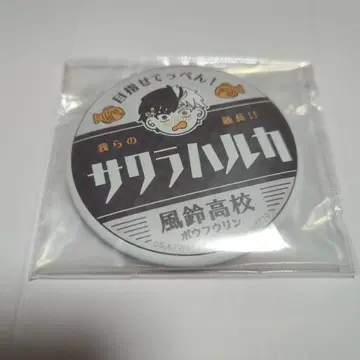 目指せてっぺん!
我らの 級長!!
サクラハルカ
風鈴高校
ボウフウリン